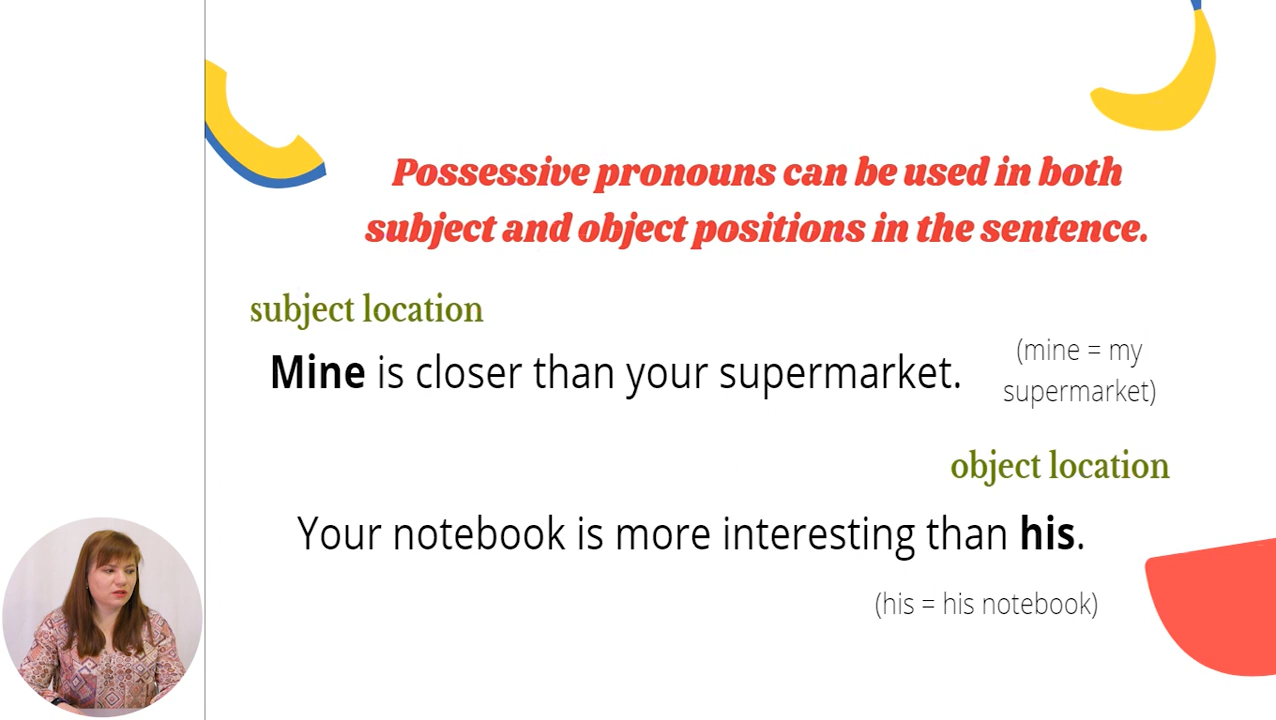 Possessive pronouns can be used in both
subject and object positions in the sentence.
subject location
Mine is closer than your supermarket.
(mine = my
supermarket)
object location
Your notebook is more interesting than his.
(his = his notebook)